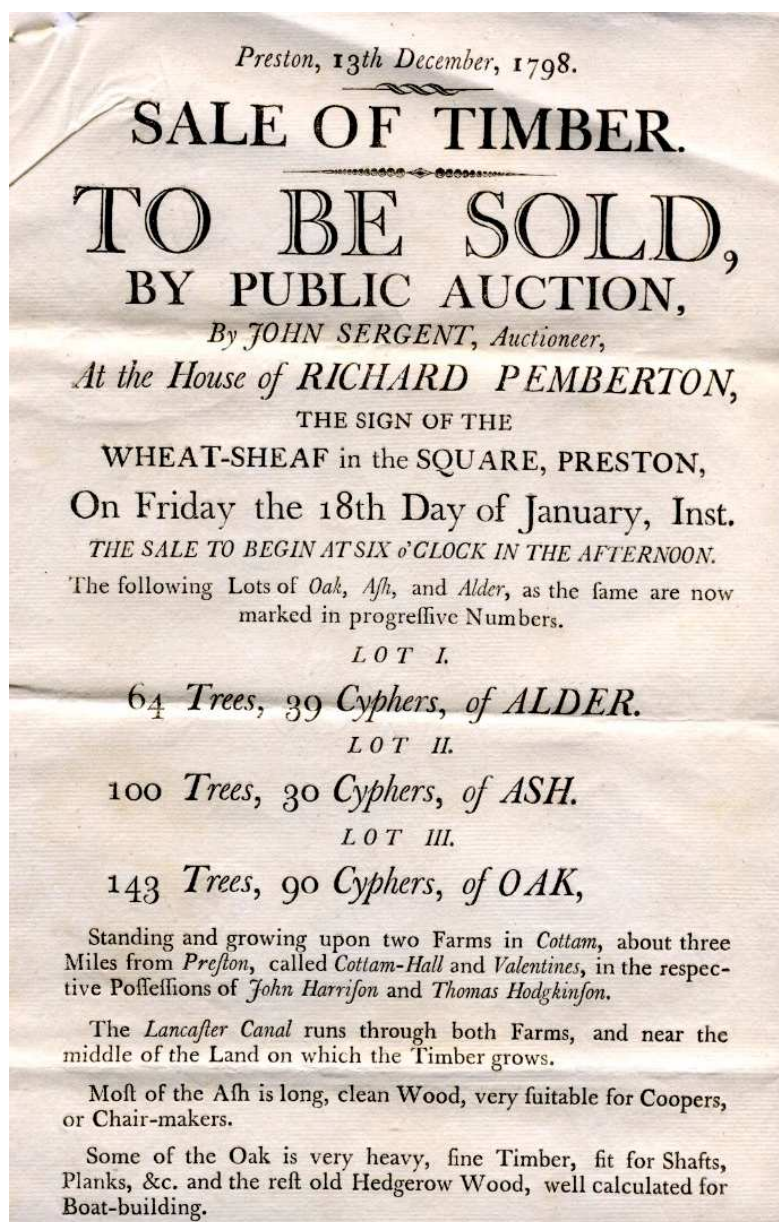 Preston, 13th December, 1798.
SALE OF TIMBER.
TO BE SOLD,
BY PUBLIC AUCTION,
By JOHN SERGENT, Auctioneer,
At the House of RICHARD PEMBERTON,
THE SIGN OF THE
WHEAT-SHEAF in the SQUARE, PRESTON,
On Friday the 18th Day of January, Inst.
THE SALE TO BEGIN AT SIX o'CLOCK IN THE AFTERNOON.
The following Lots of Oak, Aſh, and Alder, as the ſame are now
marked in progreſſive Numbers.
LOT I.
64 Trees, 39 Cyphers, of ALDER.
LOT II.
100 Trees, 30 Cyphers, of ASH.
LOT III.
143 Trees, 90 Cyphers, of OAK,
Standing and growing upon two Farms in Cottam, about three
Miles from Preſton, called Cottam-Hall and Valentines, in the respec-
tive Poſſeſſions of John Harriſon and Thomas Hodgkinſon.
The Lancaſter Canal runs through both Farms, and near the
middle of the Land on which the Timber grows.
Moſt of the Aſh is long, clean Wood, very ſuitable for Coopers,
or Chair-makers.
Some of the Oak is very heavy, fine Timber, fit for Shafts,
Planks, &c. and the reſt old Hedgerow Wood, well calculated for
Boat-building.